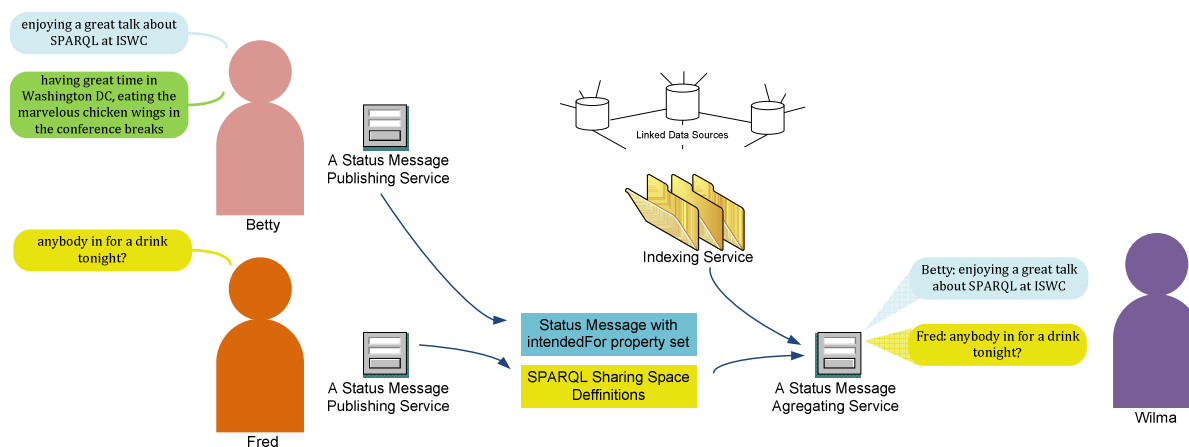 enjoying a great talk about
SPARQL at ISWC
having great time in
Washington DC, eating the
marvelous chicken wings in
the conference breaks
Betty
A Status Message
Publishing Service
Linked Data Sources
Indexing Service
anybody in for a drink
tonight?
Fred
A Status Message
Publishing Service
Status Message with
intendedFor property set
SPARQL Sharing Space
Deffinitions
A Status Message
Agregating Service
Betty: enjoying a great talk
about SPARQL at ISWC
Fred: anybody in for a drink
tonight?
Wilma